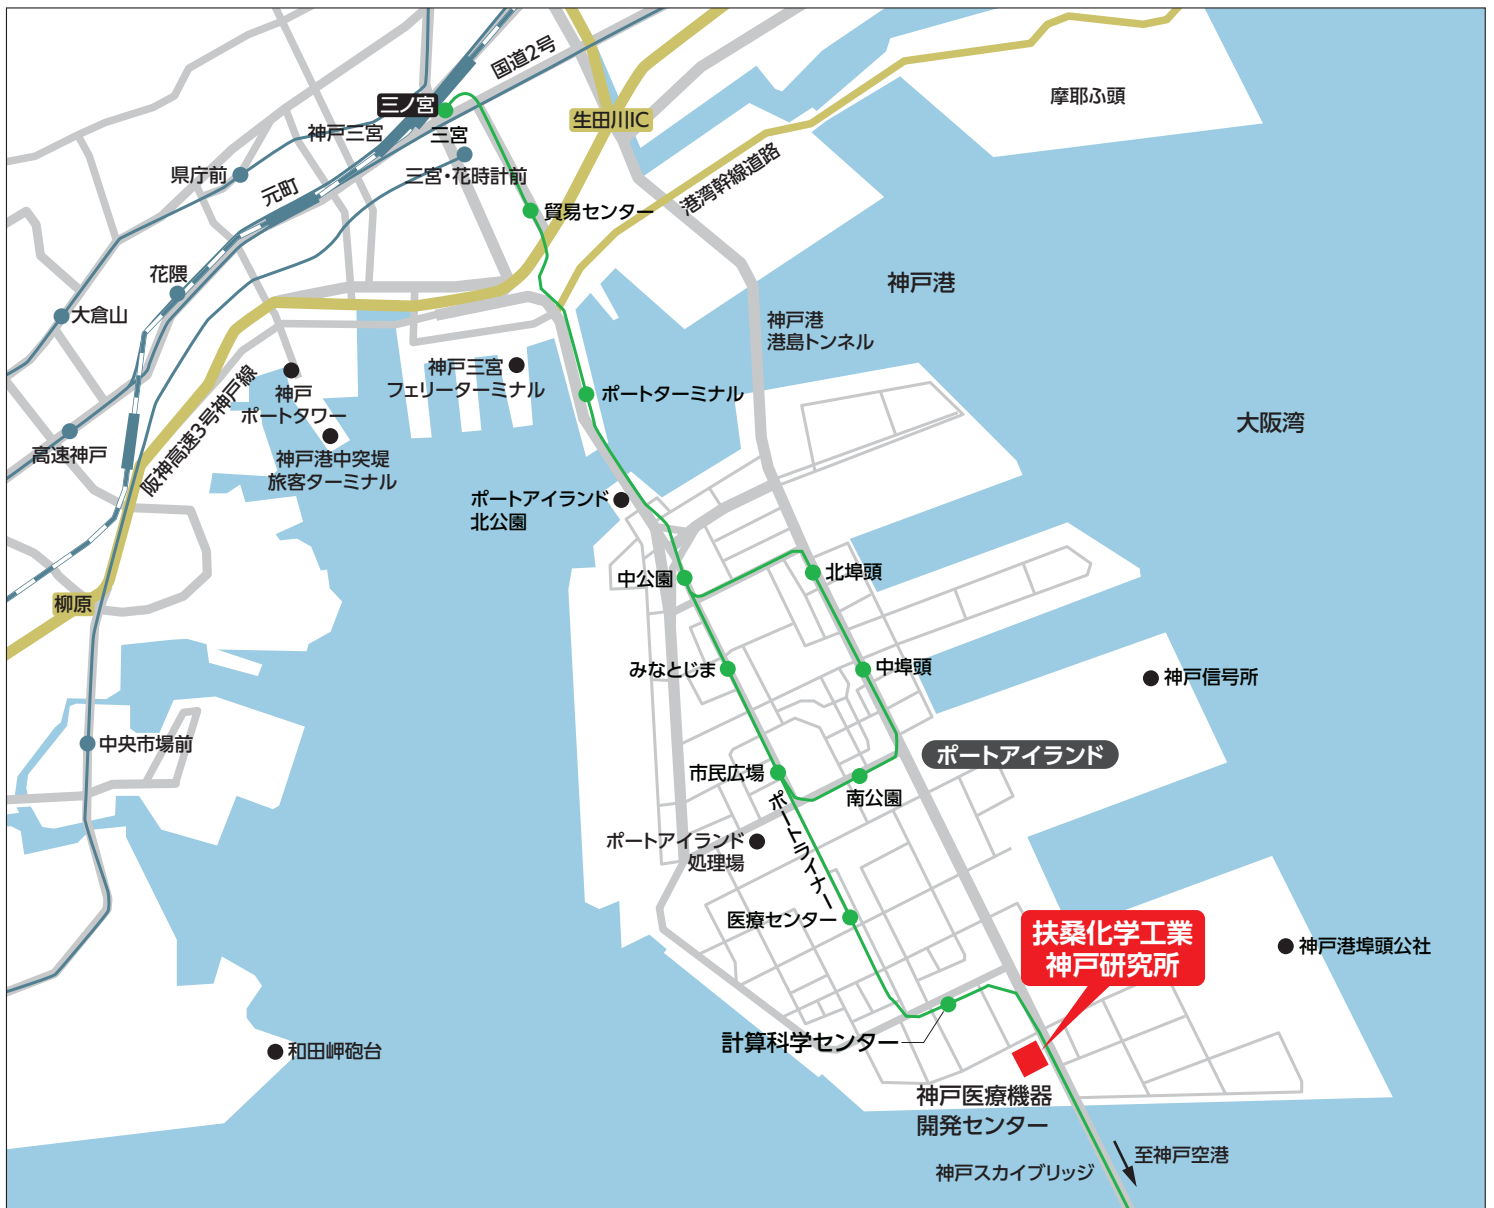 国道2号
三ノ宮
摩耶ふ頭
生田川IC
神戸三宮
三宮
県庁前
三宮・花時計前
元町
港湾幹線道路
貿易センター
花隈
神戸港
大倉山
神戸港
港島トンネル
神戸三宮
フェリーターミナル
神戸
ポートタワー
ポートターミナル
阪神高速3号神戸線
大阪湾
高速神戸
神戸港中突堤
旅客ターミナル
ポートアイランド
北公園
中公園
北埠頭
柳原
みなとじま
中埠頭
神戸信号所
中央市場前
ポートアイランド
市民広場
南公園
ポートライナー
ポートアイランド
処理場
医療センター
扶桑化学工業
神戸研究所
神戸港埠頭公社
計算科学センター
和田岬砲台
神戸医療機器
開発センター
至神戸空港
神戸スカイブリッジ